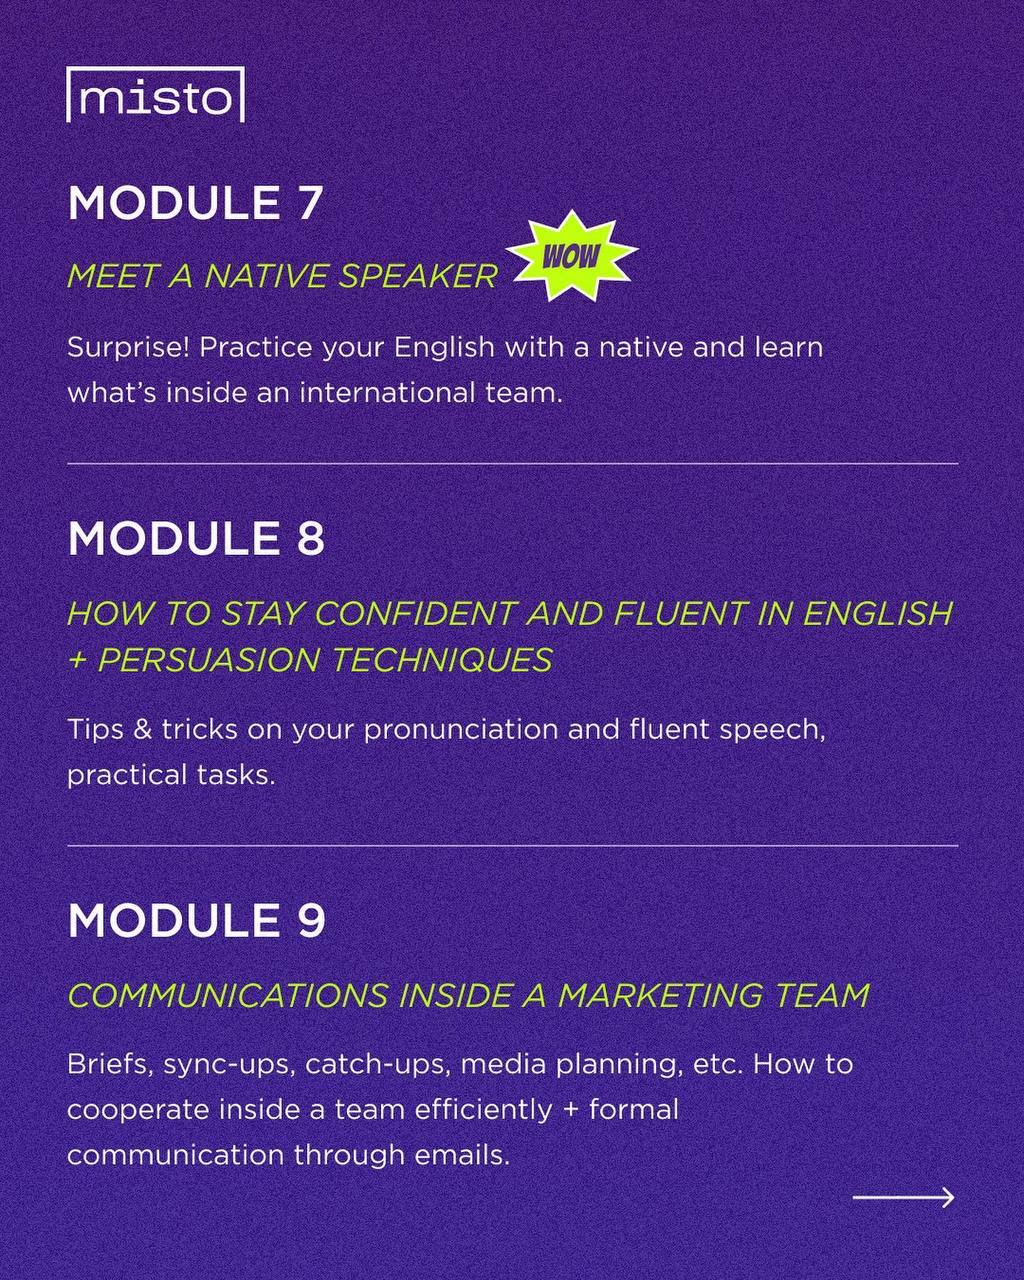 misto
MODULE 7
MEET A NATIVE SPEAKER
WOW
Surprise! Practice your English with a native and learn
what’s inside an international team.
MODULE 8
HOW TO STAY CONFIDENT AND FLUENT IN ENGLISH
+ PERSUASION TECHNIQUES
Tips & tricks on your pronunciation and fluent speech,
practical tasks.
MODULE 9
COMMUNICATIONS INSIDE A MARKETING TEAM
Briefs, sync-ups, catch-ups, media planning, etc. How to
cooperate inside a team efficiently + formal
communication through emails.